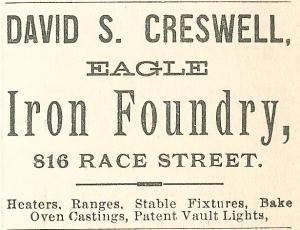 DAVID S. CRESWELL,
EAGLE
Iron Foundry,
816 RACE STREET.
Heaters, Ranges, Stable Fixtures, Bake
Oven Castings, Patent Vault Lights,